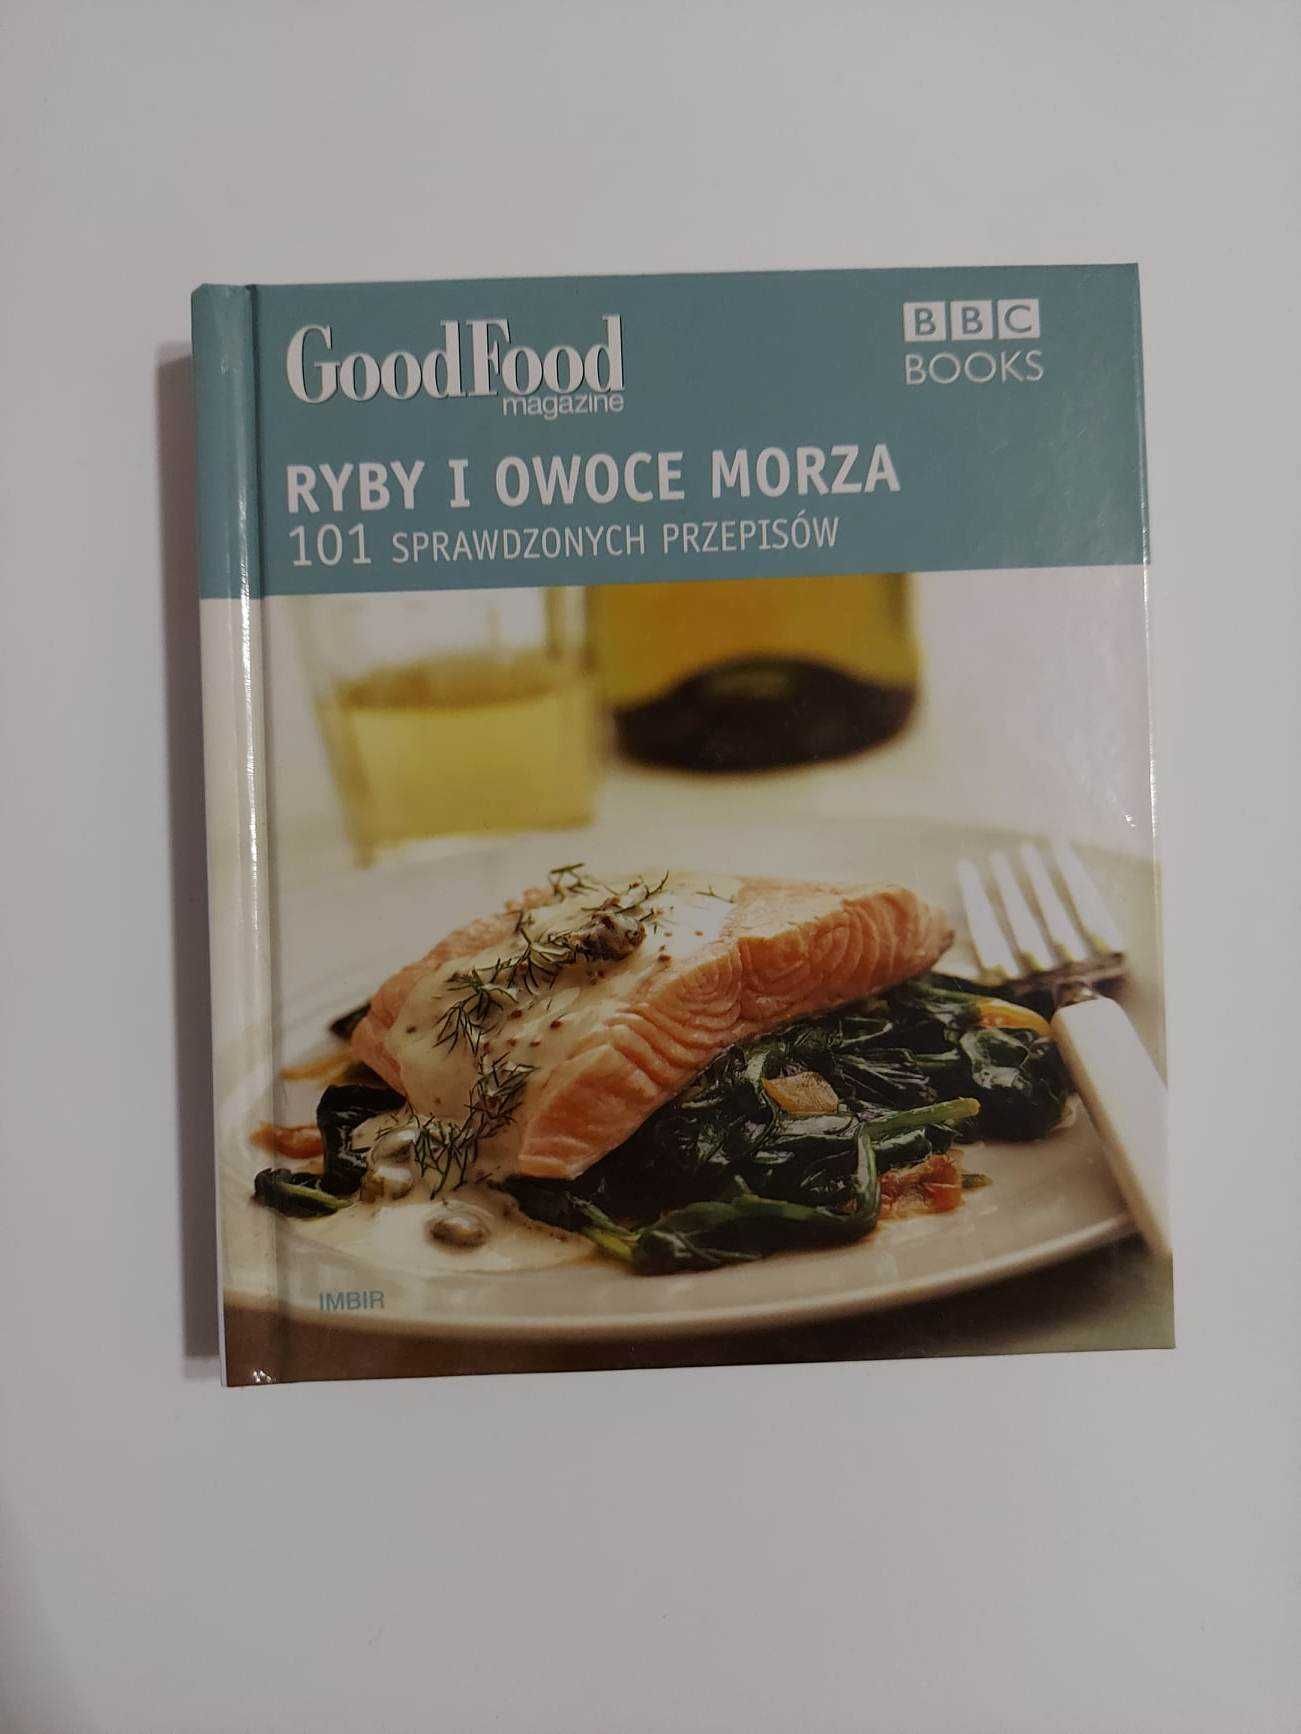 GoodFood
magazine
BBC
BOOKS
RYBY I OWOCE MORZA
101 SPRAWDZONYCH PRZEPISÓW
IMBIR